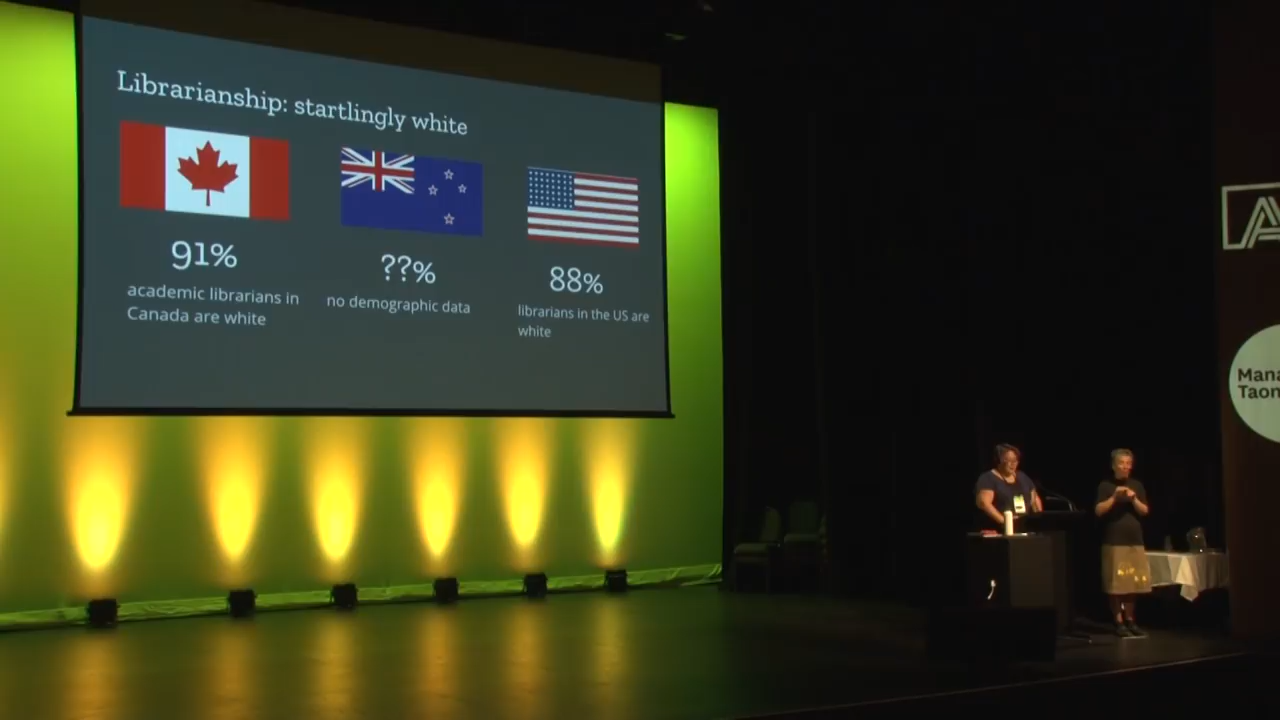 Librarianship: startlingly white
91%
academic librarians in
Canada are white
??%
no demographic data
88%
librarians in the US are
white
Mana